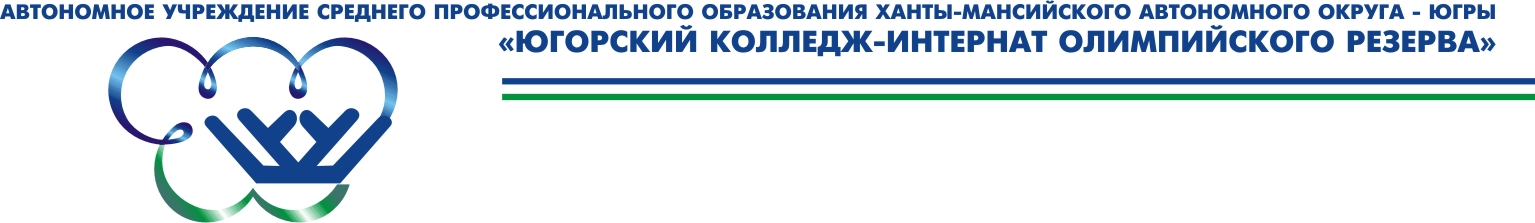 АВТОНОМНОЕ УЧРЕЖДЕНИЕ СРЕДНЕГО ПРОФЕССИОНАЛЬНОГО ОБРАЗОВАНИЯ ХАНТЫ-МАНСИЙСКОГО АВТОНОМНОГО ОКРУГА - ЮГРЫ
«ЮГОРСКИЙ КОЛЛЕДЖ-ИНТЕРНАТ ОЛИМПИЙСКОГО РЕЗЕРВА»